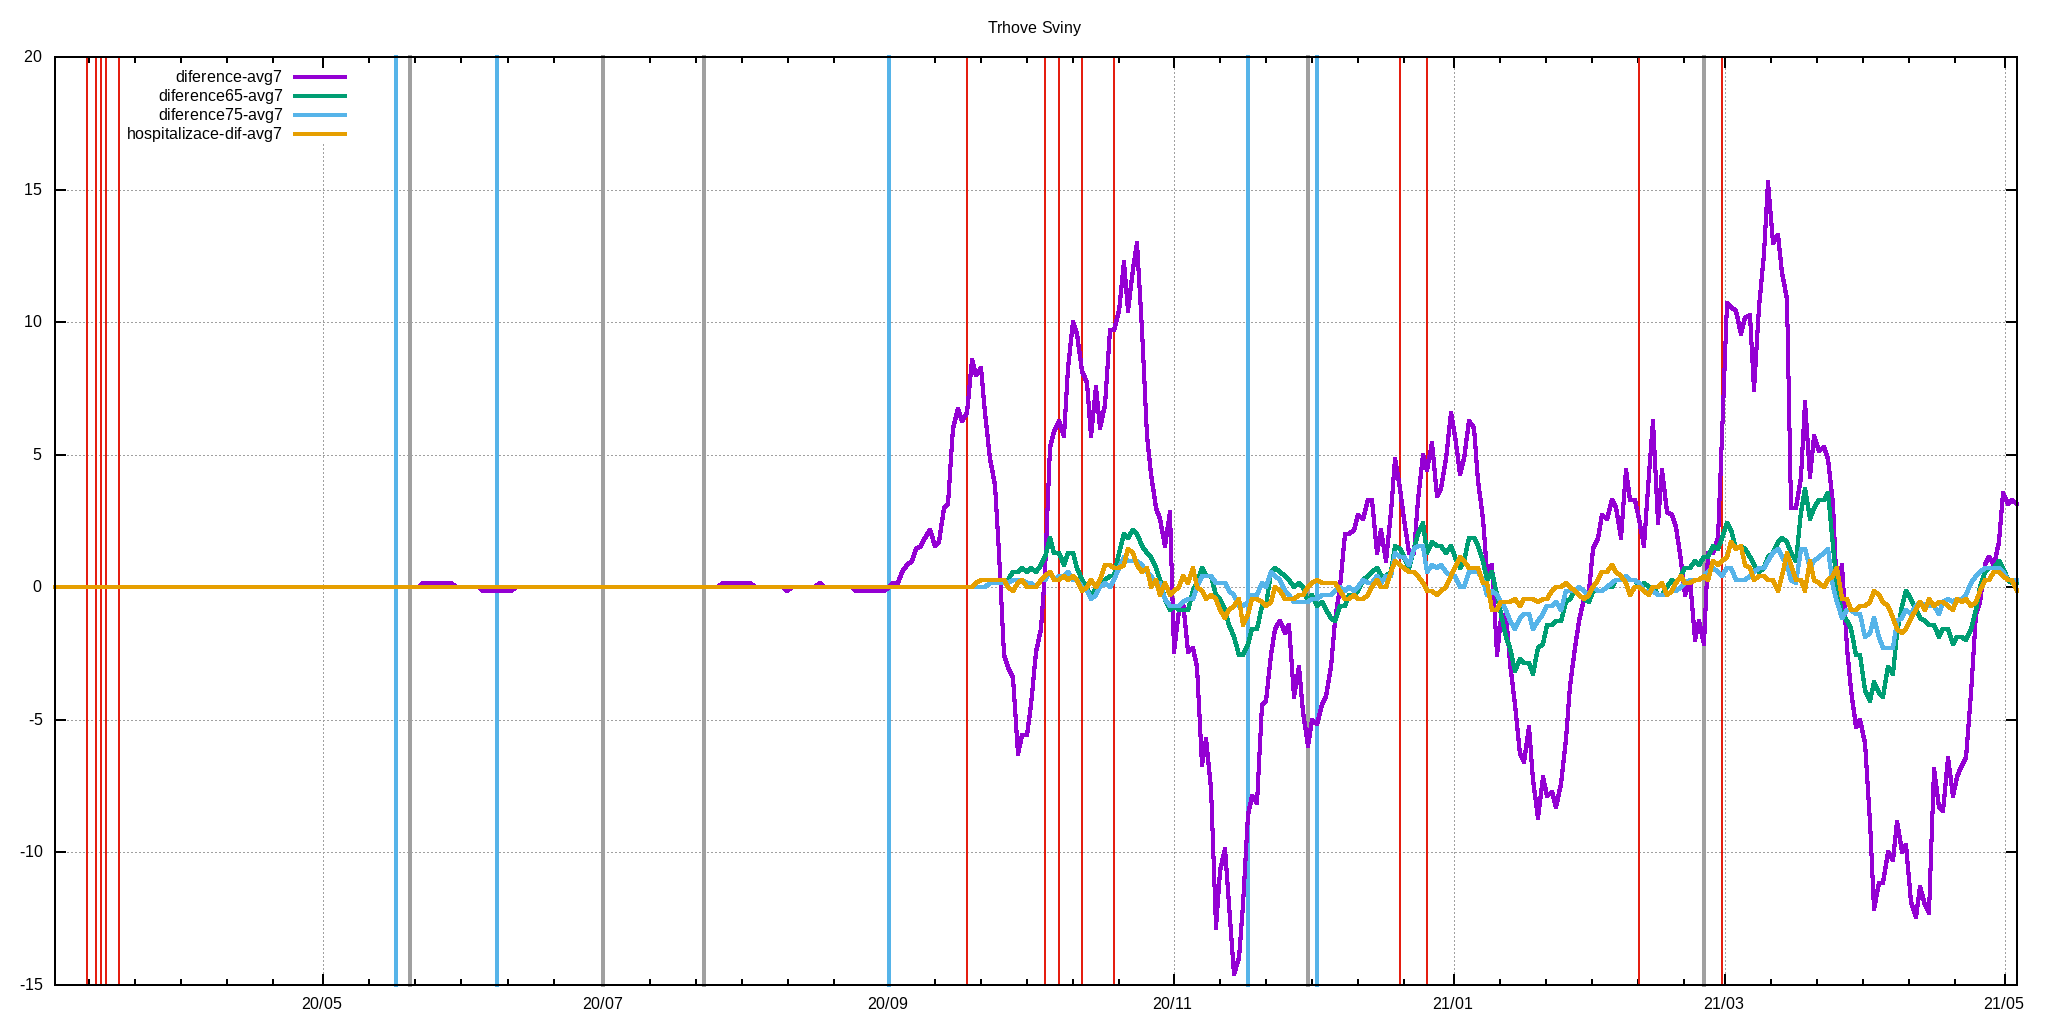 Trhove Sviny
diference-avg7
diference65-avg7
diference75-avg7
hospitalizace-dif-avg7
20
15
10
5
0
-5
-10
-15
20/05 20/07 20/09 20/11 21/01 21/03 21/05